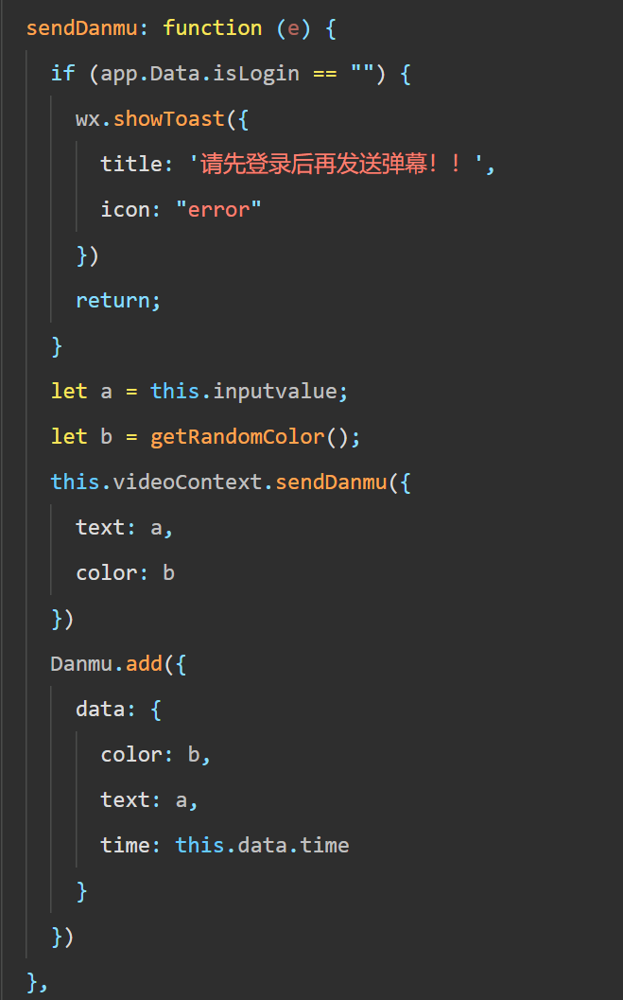 sendDanmu: function (e) {
if (app.Data.isLogin == "") {
wx.showToast({
title: '请先登录后再发送弹幕！！',
icon: "error"
})
return;
}
let a = this.inputvalue;
let b = getRandomColor();
this.videoContext.sendDanmu({
text: a,
color: b
})
Danmu.add({
data: {
color: b,
text: a,
time: this.data.time
}
})
},